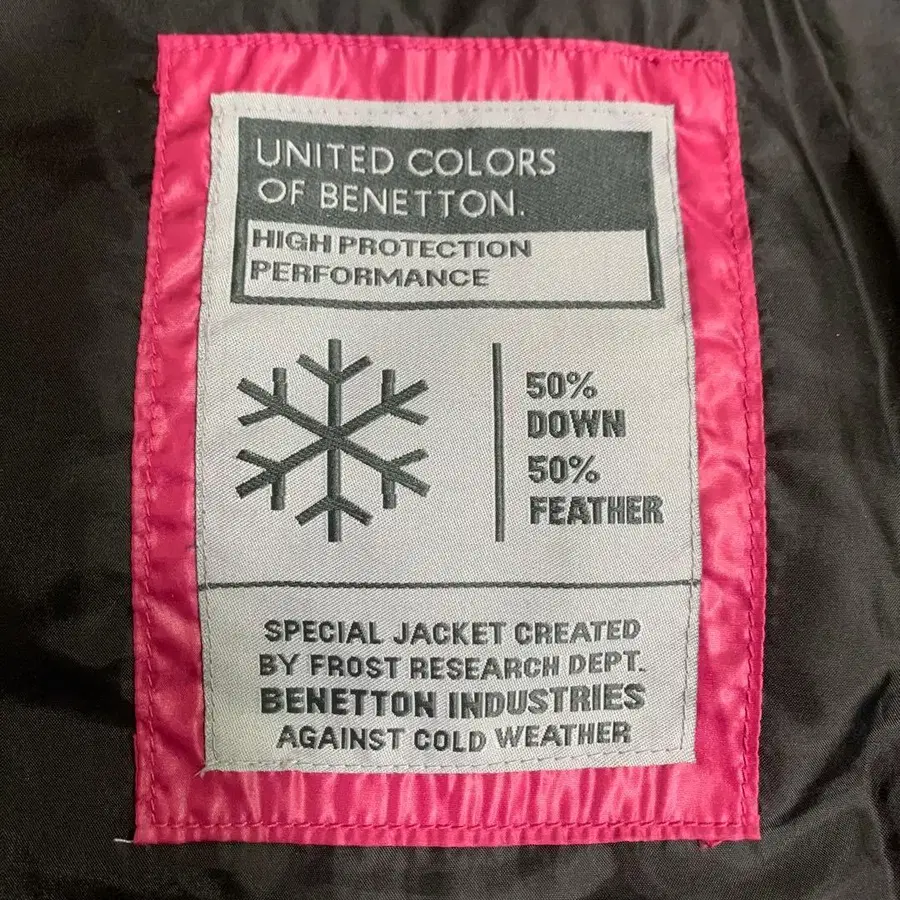 UNITED COLORS
OF BENETTON.
HIGH PROTECTION
PERFORMANCE
50%
DOWN
50%
FEATHER
SPECIAL JACKET CREATED
BY FROST RESEARCH DEPT.
BENETTON INDUSTRIES
AGAINST COLD WEATHER